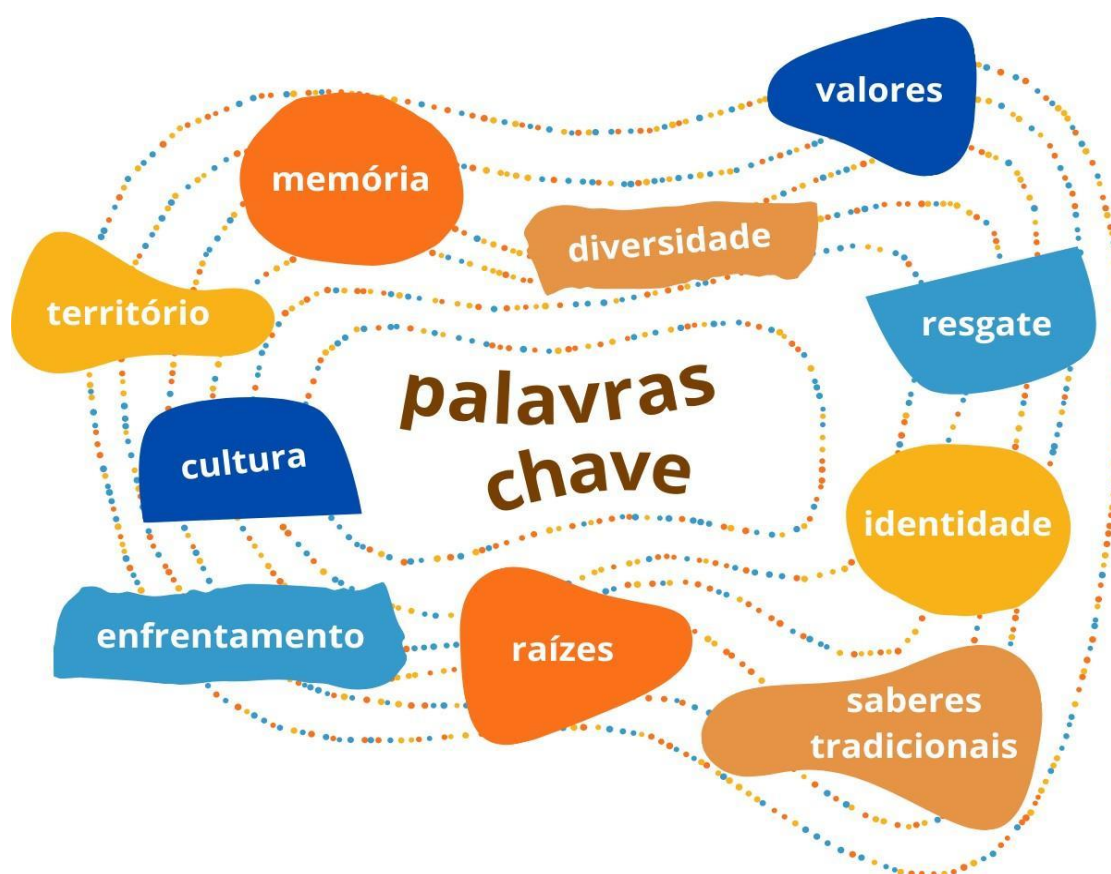 valores
memória
diversidade
território
resgate
palavras
chave
cultura
identidade
enfrentamento
raízes
saberes
tradicionais